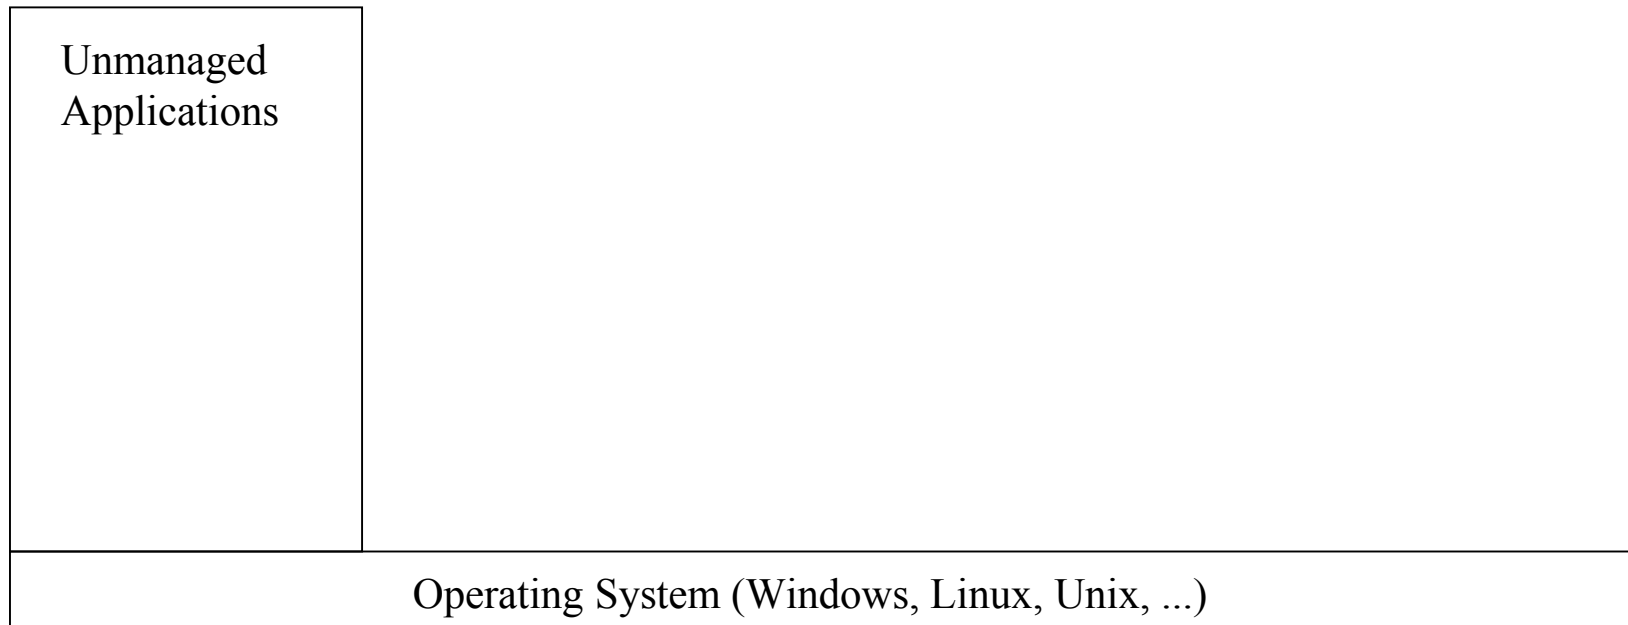 Unmanaged
Applications
Operating System (Windows, Linux, Unix, ...)